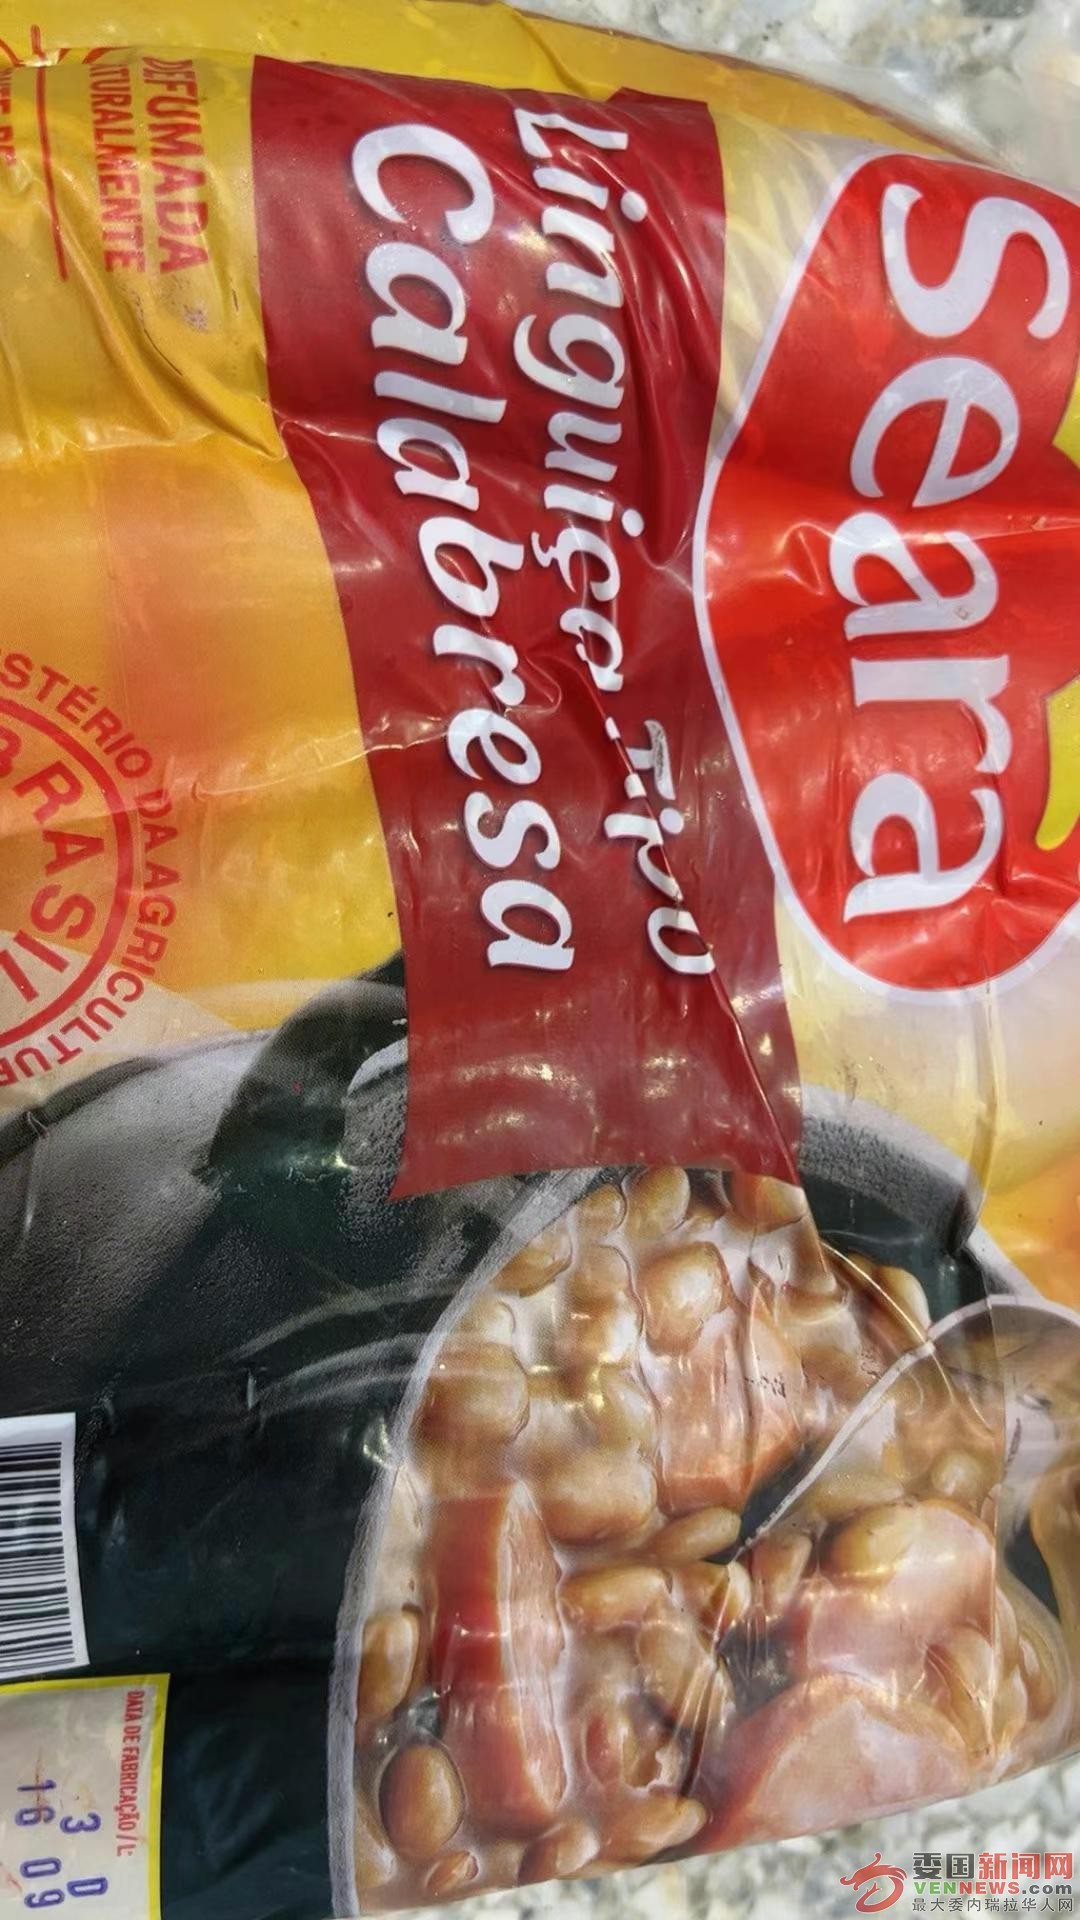 Seara
Linguiça Tipo
Calabresa
DEFUMADA
NATURALMENTE
MINISTÉRIO DA AGRICULTURA
BRASIL
DATA DE FABRICAÇÃO / L:
3 D
16 09
委国新闻网
VENNEWS.com
最大委内瑞拉华人网